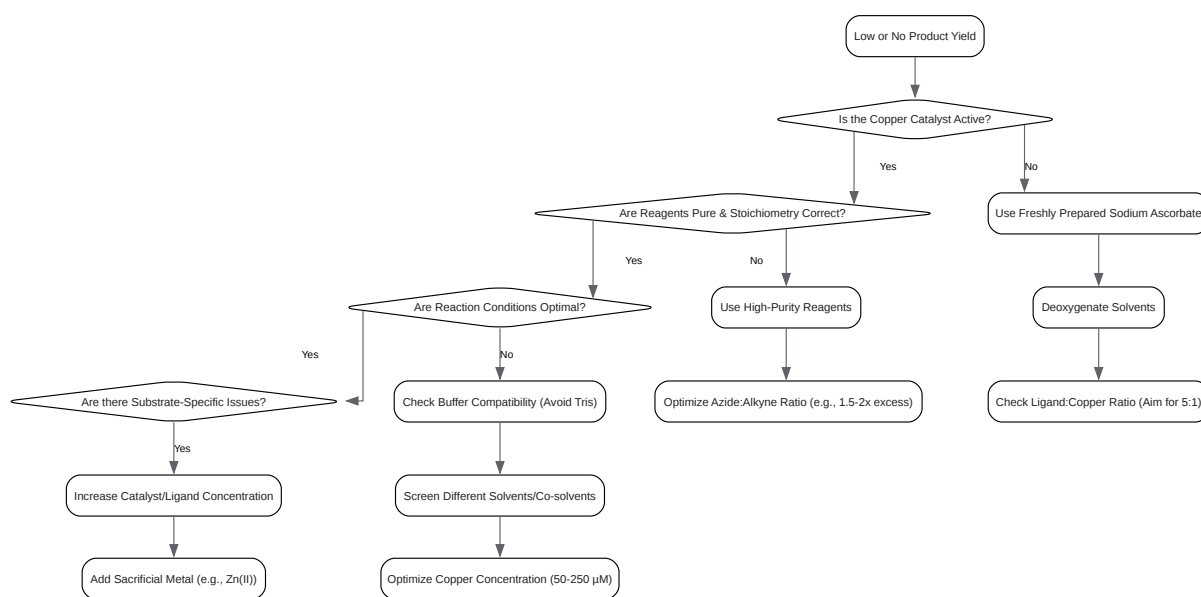 Low or No Product Yield
Is the Copper Catalyst Active?
Yes
No
Are Reagents Pure & Stoichiometry Correct?
Use Freshly Prepared Sodium Ascorbate
Yes
No
Are Reaction Conditions Optimal?
Use High-Purity Reagents
Deoxygenate Solvents
Yes
No
Are there Substrate-Specific Issues?
Check Buffer Compatibility (Avoid Tris)
Optimize Azide:Alkyne Ratio (e.g., 1.5-2x excess)
Check Ligand:Copper Ratio (Aim for 5:1)
Yes
Increase Catalyst/Ligand Concentration
Screen Different Solvents/Co-solvents
Add Sacrificial Metal (e.g., Zn(II))
Optimize Copper Concentration (50-250 µM)